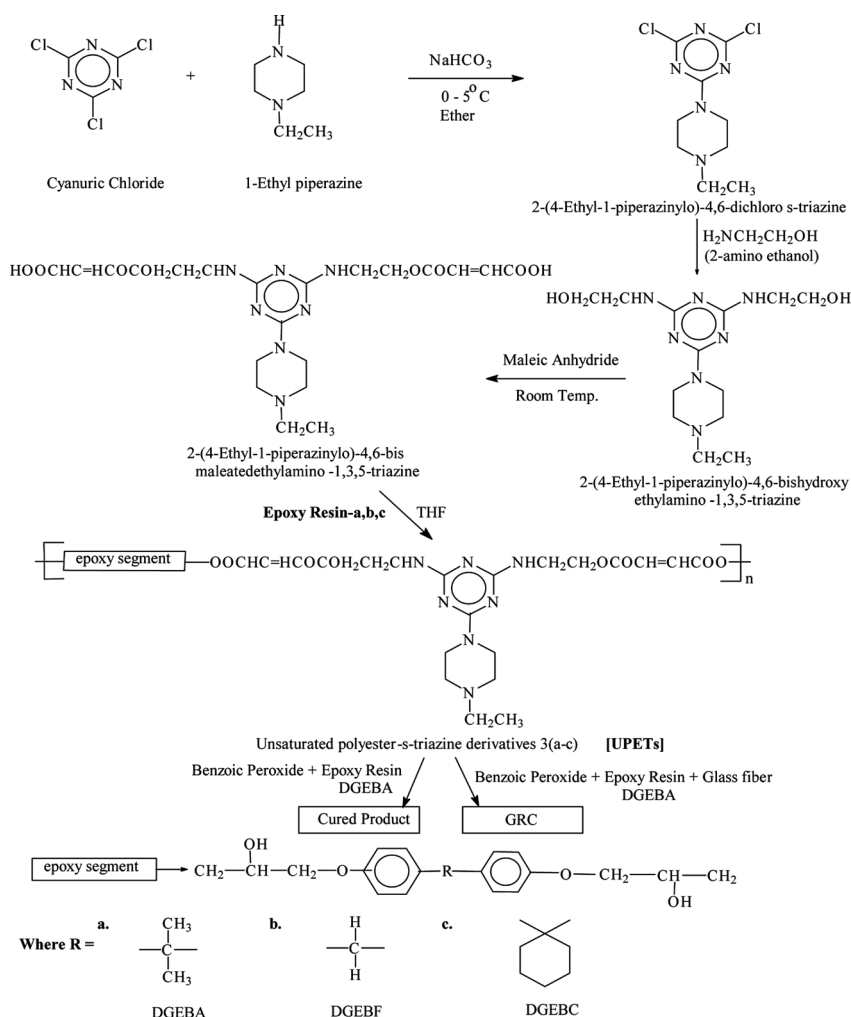 Cl N Cl
N N
Cl
+
H
N
N
CH₂CH₃
NaHCO₃
0 - 5°C
Ether
Cl N Cl
N N
N
N
CH₂CH₃
Cyanuric Chloride
1-Ethyl piperazine
2-(4-Ethyl-1-piperazinylo)-4,6-dichloro s-triazine
H₂NCH₂CH₂OH
(2-amino ethanol)
HOOCHC=HCOCOH₂CH₂CHN N NHCH₂CH₂OCOCH=CHCOOH
N N
N
N
CH₂CH₃
HOH₂CH₂CHN N NHCH₂CH₂OH
N N
N
N
CH₂CH₃
Maleic Anhydride
Room Temp.
2-(4-Ethyl-1-piperazinylo)-4,6-bis
maleatedethylamino -1,3,5-triazine
2-(4-Ethyl-1-piperazinylo)-4,6-bishydroxy
ethylamino -1,3,5-triazine
Epoxy Resin-a,b,c THF
epoxy segment OOCHC=HCOCOH₂CH₂CHN N NHCH₂CH₂OCOCH=CHCOO n
N N
N
N
CH₂CH₃
Unsaturated polyester-s-triazine derivatives 3(a-c) [UPETs]
Benzoic Peroxide + Epoxy Resin
DGEBA
Benzoic Peroxide + Epoxy Resin + Glass fiber
DGEBA
Cured Product
GRC
epoxy segment
OH
CH₂ CH CH₂ O R O CH₂ CH CH₂
OH
Where R =
a.
CH₃
C
CH₃
DGEBA
b.
H
C
H
DGEBF
c.
DGEBC